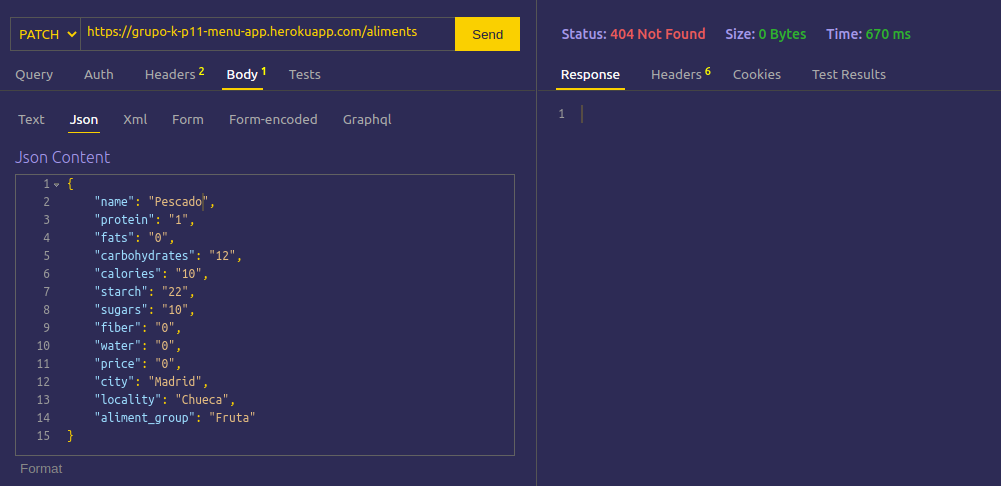 PATCH https://grupo-k-p11-menu-app.herokuapp.com/aliments Send
Query Auth Headers 2 Body 1 Tests
Text Json Xml Form Form-encoded Graphql
Json Content
1 {
2 "name": "Pescado",
3 "protein": "1",
4 "fats": "0",
5 "carbohydrates": "12",
6 "calories": "10",
7 "starch": "22",
8 "sugars": "10",
9 "fiber": "0",
10 "water": "0",
11 "price": "0",
12 "city": "Madrid",
13 "locality": "Chueca",
14 "aliment_group": "Fruta"
15 }
Format
Status: 404 Not Found Size: 0 Bytes Time: 670 ms
Response Headers 6 Cookies Test Results
1